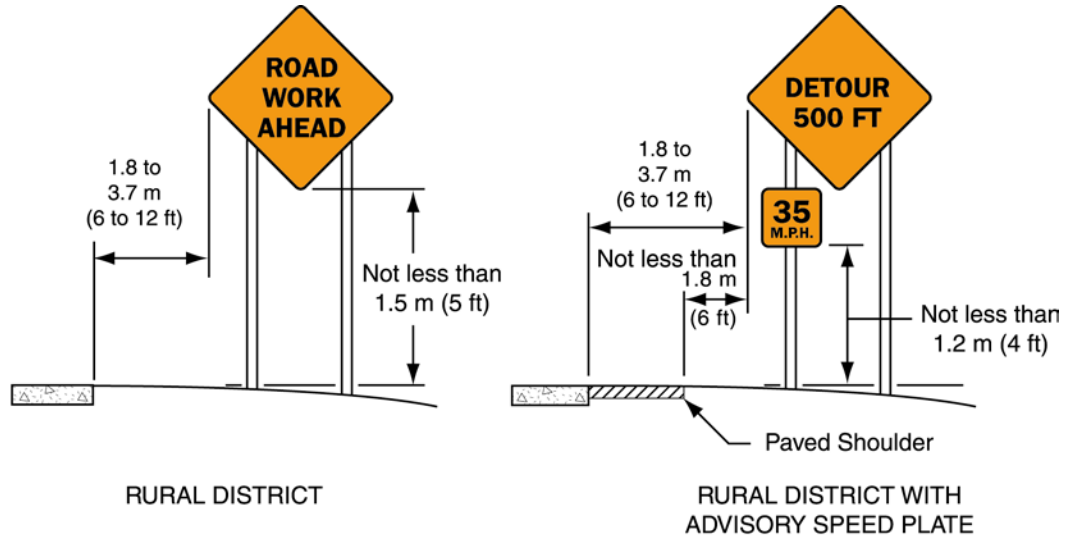 ROAD
WORK
AHEAD
1.8 to
3.7 m
(6 to 12 ft)
Not less than
1.5 m (5 ft)
RURAL DISTRICT
DETOUR
500 FT
1.8 to
3.7 m
(6 to 12 ft)
35
M.P.H.
Not less than
1.8 m
(6 ft)
Not less than
1.2 m (4 ft)
Paved Shoulder
RURAL DISTRICT WITH
ADVISORY SPEED PLATE